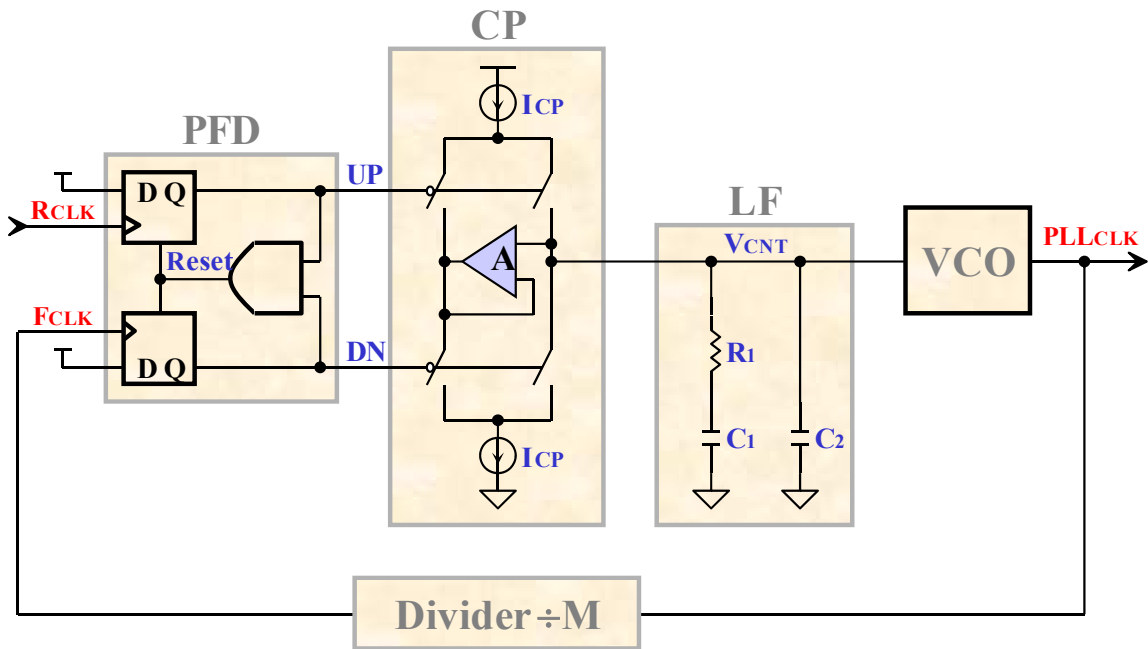 CP
ICP
PFD
UP
D Q
RCLK
LF
VCNT
PLLCLK
Reset
A
VCO
FCLK
DN
R1
D Q
C1
C2
ICP
Divider ÷M